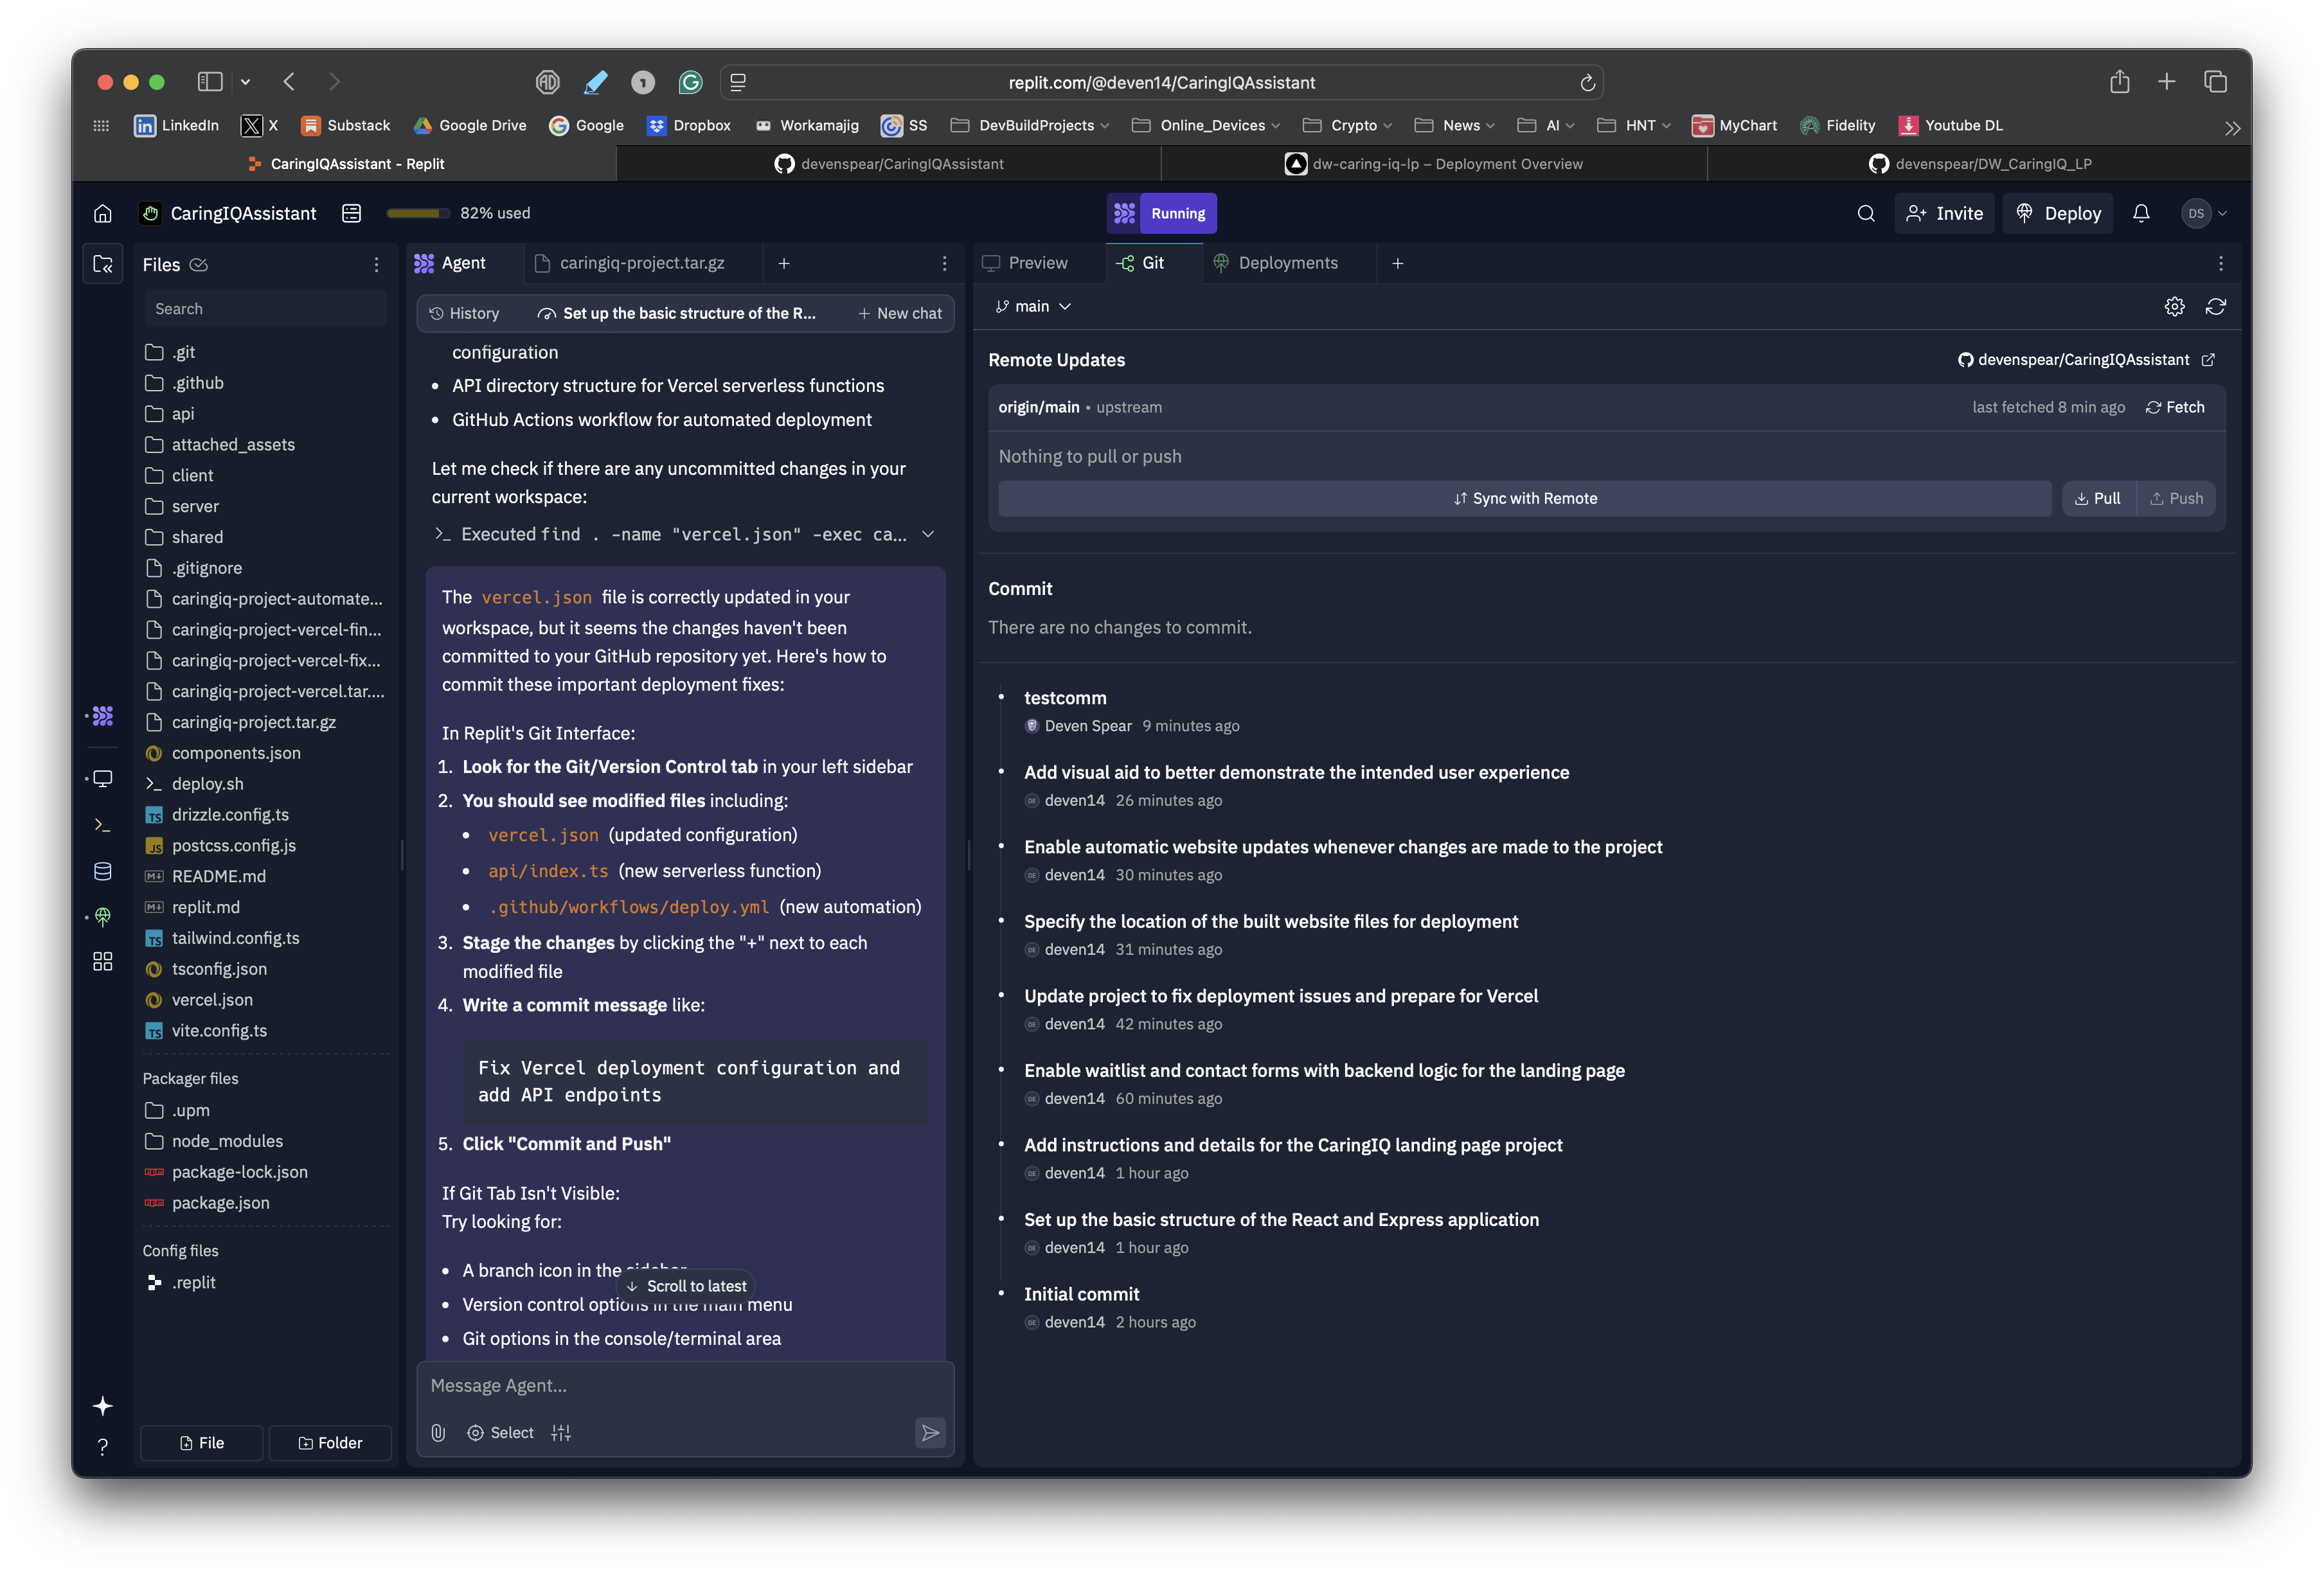 replit.com/@deven14/CaringIQAssistant
LinkedIn
X
Substack
Google Drive
Google
Dropbox
Workamajig
SS
DevBuildProjects
Online_Devices
Crypto
News
AI
HNT
MyChart
Fidelity
Youtube DL
CaringIQAssistant - Replit
devenspear/CaringIQAssistant
dw-caring-iq-lp – Deployment Overview
devenspear/DW_CaringIQ_LP
CaringIQAssistant
82% used
Running
Invite
Deploy
DS
Files
Search
.git
.github
api
attached_assets
client
server
shared
.gitignore
caringiq-project-automate...
caringiq-project-vercel-fin...
caringiq-project-vercel-fix...
caringiq-project-vercel.tar....
caringiq-project.tar.gz
components.json
deploy.sh
drizzle.config.ts
postcss.config.js
README.md
replit.md
tailwind.config.ts
tsconfig.json
vercel.json
vite.config.ts
Packager files
.upm
node_modules
package-lock.json
package.json
Config files
.replit
File
Folder
Agent
caringiq-project.tar.gz
History
Set up the basic structure of the R...
New chat
configuration
• API directory structure for Vercel serverless functions
• GitHub Actions workflow for automated deployment
Let me check if there are any uncommitted changes in your
current workspace:
Executed find . -name "vercel.json" -exec ca...
The vercel.json file is correctly updated in your
workspace, but it seems the changes haven't been
committed to your GitHub repository yet. Here's how to
commit these important deployment fixes:
In Replit's Git Interface:
1. Look for the Git/Version Control tab in your left sidebar
2. You should see modified files including:
• vercel.json (updated configuration)
• api/index.ts (new serverless function)
• .github/workflows/deploy.yml (new automation)
3. Stage the changes by clicking the "+" next to each
modified file
4. Write a commit message like:
Fix Vercel deployment configuration and
add API endpoints
5. Click "Commit and Push"
If Git Tab Isn't Visible:
Try looking for:
• A branch icon in the sidebar
Scroll to latest
• Version control options in the main menu
• Git options in the console/terminal area
Message Agent...
Select
Preview
Git
Deployments
main
Remote Updates
devenspear/CaringIQAssistant
origin/main • upstream
last fetched 8 min ago
Fetch
Nothing to pull or push
Sync with Remote
Pull
Push
Commit
There are no changes to commit.
testcomm
Deven Spear 9 minutes ago
Add visual aid to better demonstrate the intended user experience
DE deven14 26 minutes ago
Enable automatic website updates whenever changes are made to the project
DE deven14 30 minutes ago
Specify the location of the built website files for deployment
DE deven14 31 minutes ago
Update project to fix deployment issues and prepare for Vercel
DE deven14 42 minutes ago
Enable waitlist and contact forms with backend logic for the landing page
DE deven14 60 minutes ago
Add instructions and details for the CaringIQ landing page project
DE deven14 1 hour ago
Set up the basic structure of the React and Express application
DE deven14 1 hour ago
Initial commit
DE deven14 2 hours ago